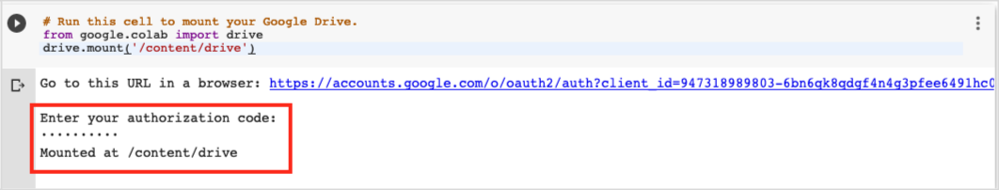 # Run this cell to mount your Google Drive.
from google.colab import drive
drive.mount('/content/drive')
Go to this URL in a browser: https://accounts.google.com/o/oauth2/auth?client_id=947318989803-6bn6qk8qdgf4n4g3pfee6491hc0
Enter your authorization code:
··········
Mounted at /content/drive